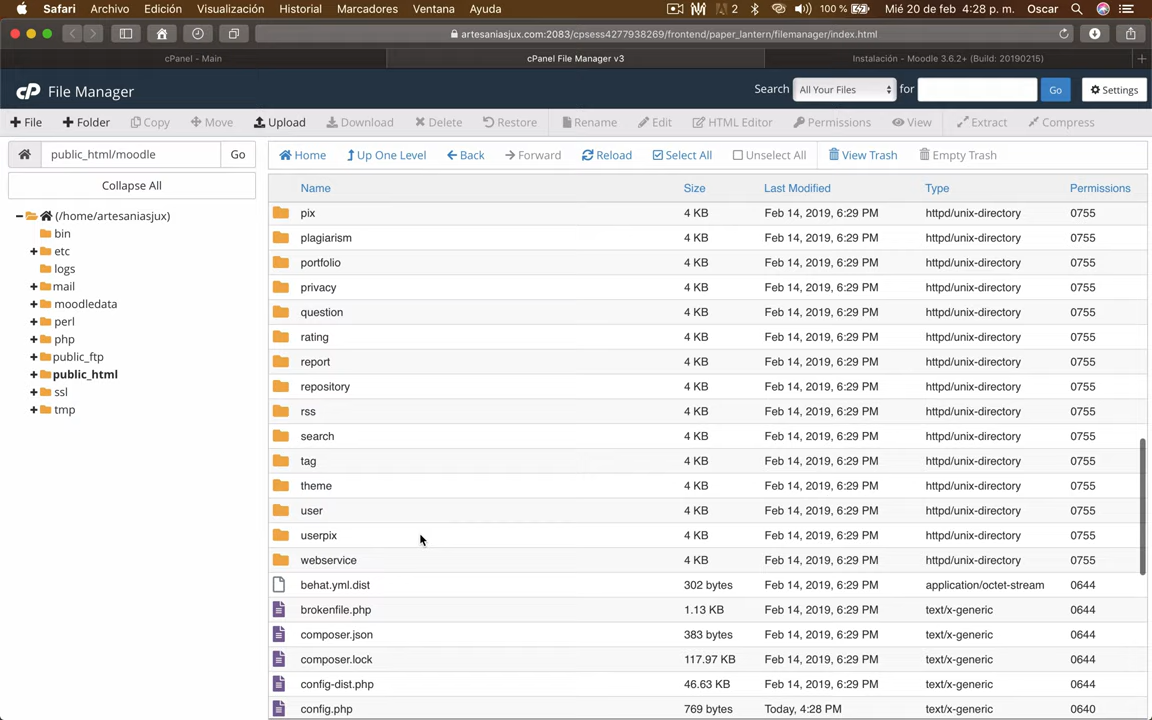 Safari Archivo Edición Visualización Historial Marcadores Ventana Ayuda 2 100 % Mié 20 de feb 4:28 p. m. Oscar
artesaniasjux.com:2083/cpsess4277938269/frontend/paper_lantern/filemanager/index.html
cPanel - Main cPanel File Manager v3 Instalación - Moodle 3.6.2+ (Build: 20190215)
cP File Manager Search All Your Files for Go Settings
File Folder Copy Move Upload Download Delete Restore Rename Edit HTML Editor Permissions View Extract Compress
public_html/moodle Go Home Up One Level Back Forward Reload Select All Unselect All View Trash Empty Trash
Collapse All
(/home/artesaniasjux)
bin
etc
logs
mail
moodledata
perl
php
public_ftp
public_html
ssl
tmp
Name Size Last Modified Type Permissions
pix 4 KB Feb 14, 2019, 6:29 PM httpd/unix-directory 0755
plagiarism 4 KB Feb 14, 2019, 6:29 PM httpd/unix-directory 0755
portfolio 4 KB Feb 14, 2019, 6:29 PM httpd/unix-directory 0755
privacy 4 KB Feb 14, 2019, 6:29 PM httpd/unix-directory 0755
question 4 KB Feb 14, 2019, 6:29 PM httpd/unix-directory 0755
rating 4 KB Feb 14, 2019, 6:29 PM httpd/unix-directory 0755
report 4 KB Feb 14, 2019, 6:29 PM httpd/unix-directory 0755
repository 4 KB Feb 14, 2019, 6:29 PM httpd/unix-directory 0755
rss 4 KB Feb 14, 2019, 6:29 PM httpd/unix-directory 0755
search 4 KB Feb 14, 2019, 6:29 PM httpd/unix-directory 0755
tag 4 KB Feb 14, 2019, 6:29 PM httpd/unix-directory 0755
theme 4 KB Feb 14, 2019, 6:29 PM httpd/unix-directory 0755
user 4 KB Feb 14, 2019, 6:29 PM httpd/unix-directory 0755
userpix 4 KB Feb 14, 2019, 6:29 PM httpd/unix-directory 0755
webservice 4 KB Feb 14, 2019, 6:29 PM httpd/unix-directory 0755
behat.yml.dist 302 bytes Feb 14, 2019, 6:29 PM application/octet-stream 0644
brokenfile.php 1.13 KB Feb 14, 2019, 6:29 PM text/x-generic 0644
composer.json 383 bytes Feb 14, 2019, 6:29 PM text/x-generic 0644
composer.lock 117.97 KB Feb 14, 2019, 6:29 PM text/x-generic 0644
config-dist.php 46.63 KB Feb 14, 2019, 6:29 PM text/x-generic 0644
config.php 769 bytes Today, 4:28 PM text/x-generic 0640